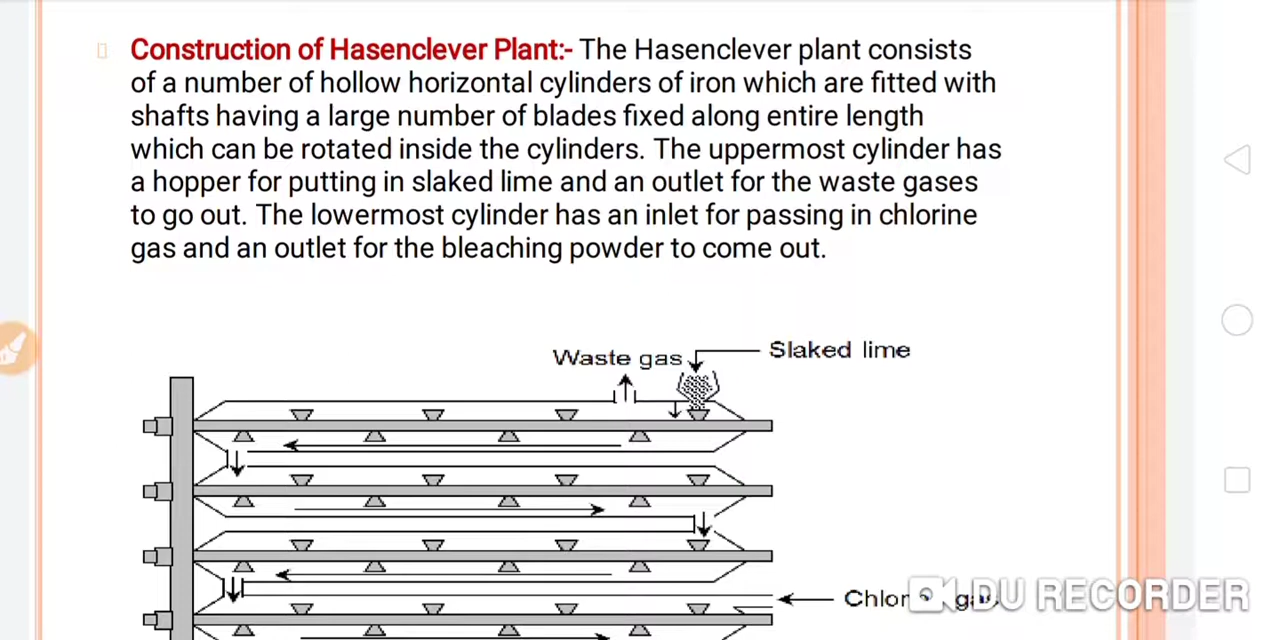 Construction of Hasenclever Plant:- The Hasenclever plant consists
of a number of hollow horizontal cylinders of iron which are fitted with
shafts having a large number of blades fixed along entire length
which can be rotated inside the cylinders. The uppermost cylinder has
a hopper for putting in slaked lime and an outlet for the waste gases
to go out. The lowermost cylinder has an inlet for passing in chlorine
gas and an outlet for the bleaching powder to come out.
Waste gas
Slaked lime
DU RECORDER